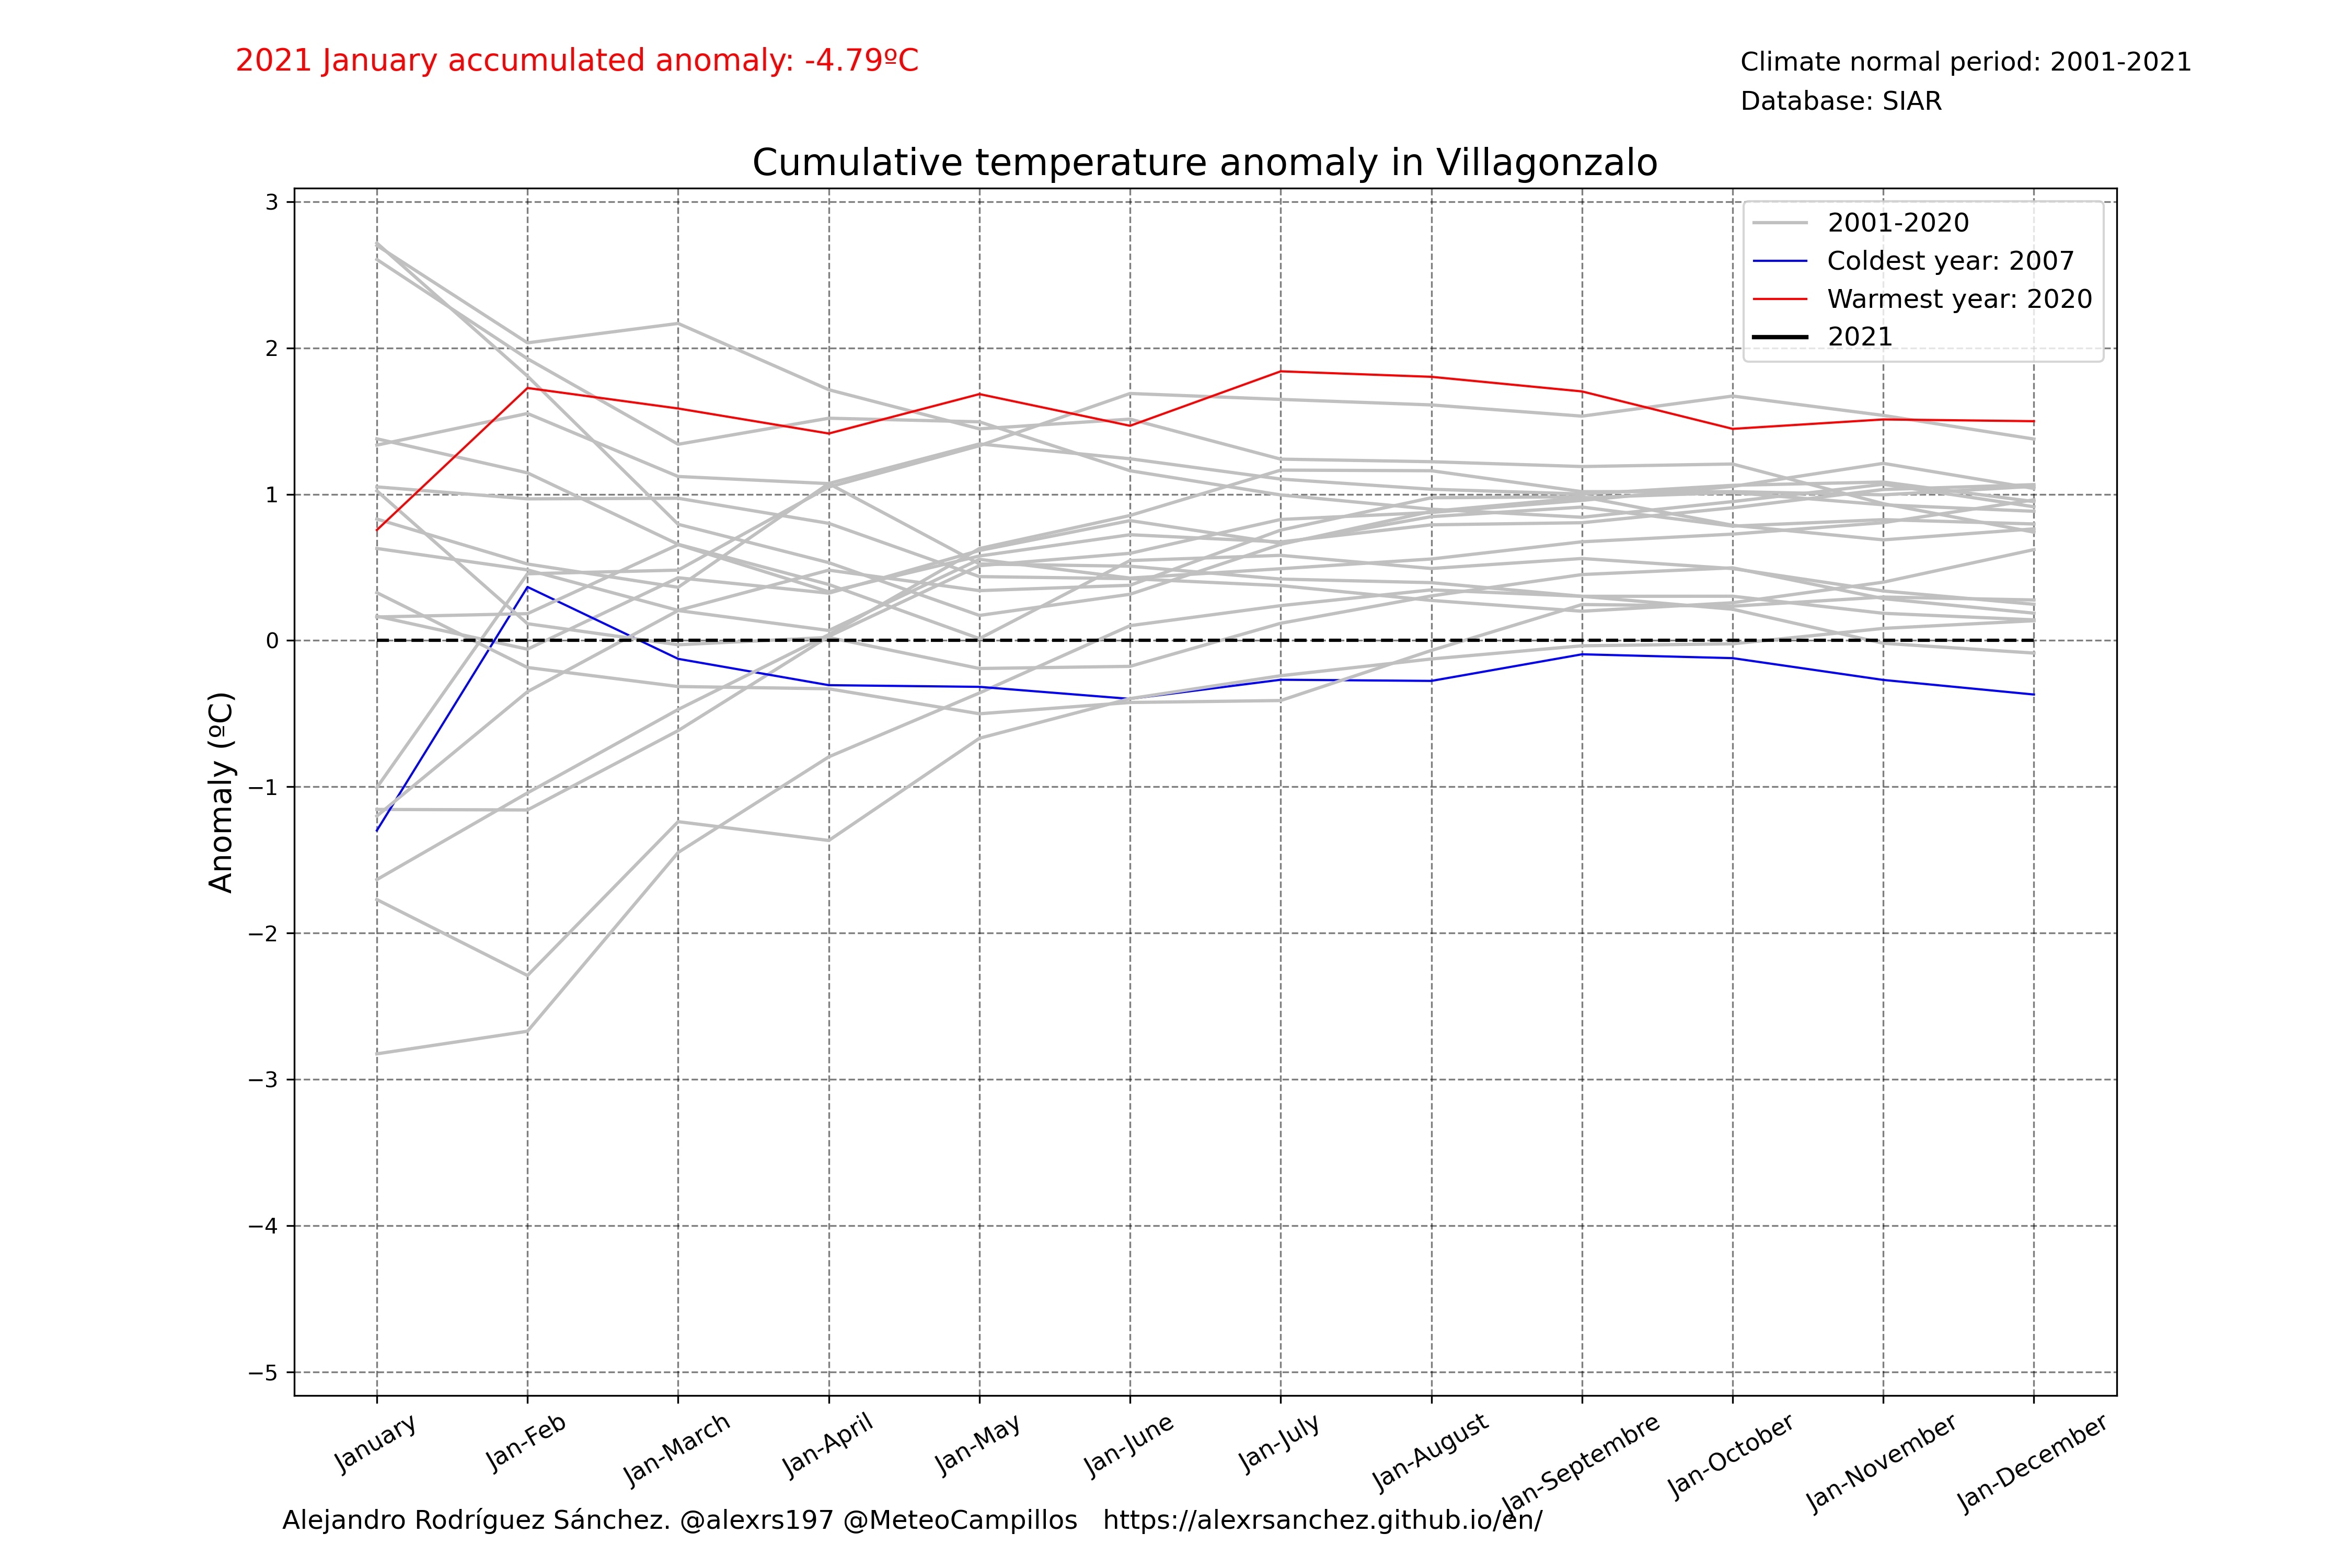 2021 January accumulated anomaly: -4.79ºC
Climate normal period: 2001-2021
Database: SIAR
Cumulative temperature anomaly in Villagonzalo
2001-2020
Coldest year: 2007
Warmest year: 2020
2021
Anomaly (ºC)
3
2
1
0
−1
−2
−3
−4
−5
January
Jan-Feb
Jan-March
Jan-April
Jan-May
Jan-June
Jan-July
Jan-August
Jan-Septembre
Jan-October
Jan-November
Jan-December
Alejandro Rodríguez Sánchez. @alexrs197 @MeteoCampillos   https://alexrsanchez.github.io/en/